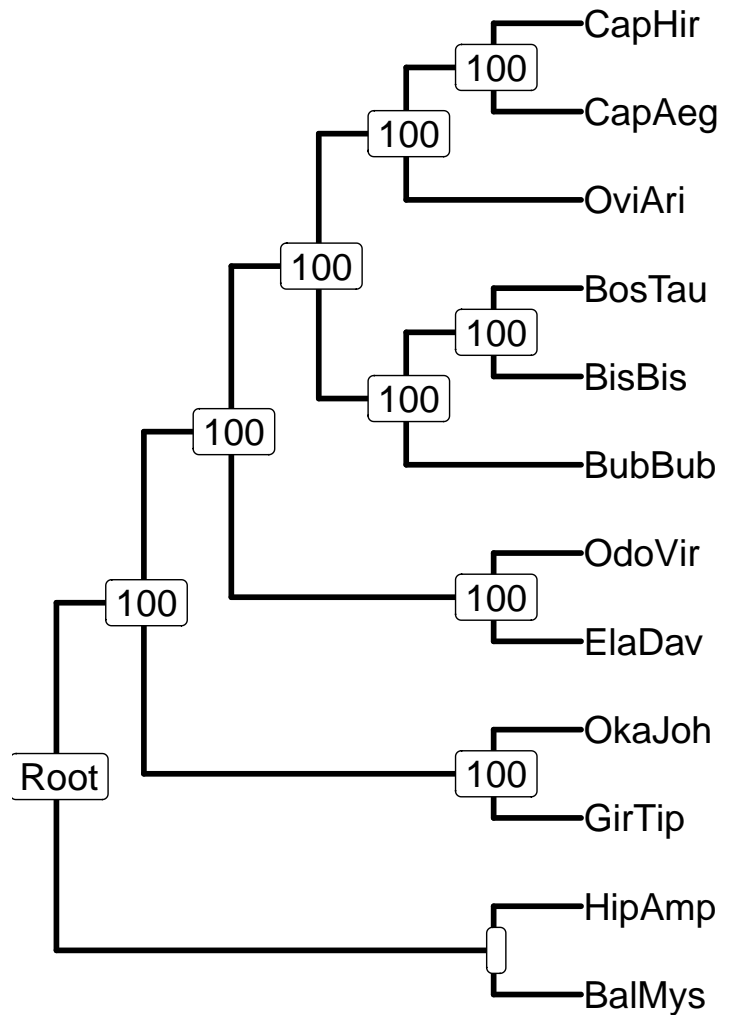 CapHir
100
CapAeg
100
OviAri
100
BosTau
100
BisBis
100
100
BubBub
OdoVir
100
100
ElaDav
OkaJoh
Root
100
GirTip
HipAmp
BalMys